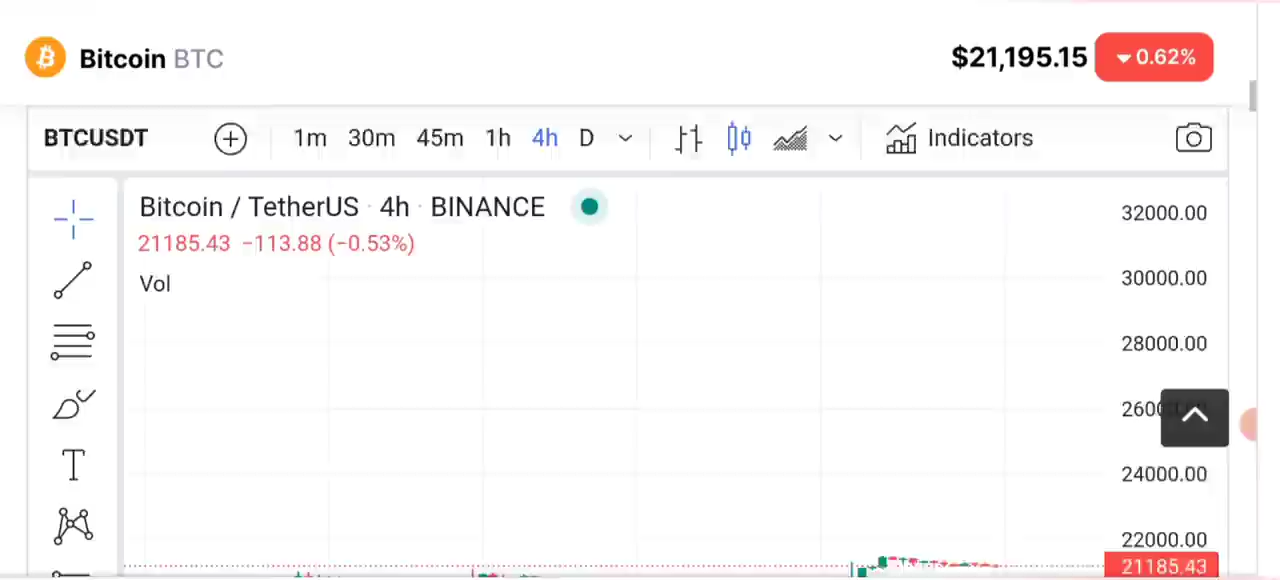 Bitcoin BTC
$21,195.15 0.62%
BTCUSDT 1m 30m 45m 1h 4h D Indicators
Bitcoin / TetherUS · 4h · BINANCE
21185.43 −113.88 (−0.53%)
Vol
32000.00
30000.00
28000.00
24000.00
22000.00
21185.43